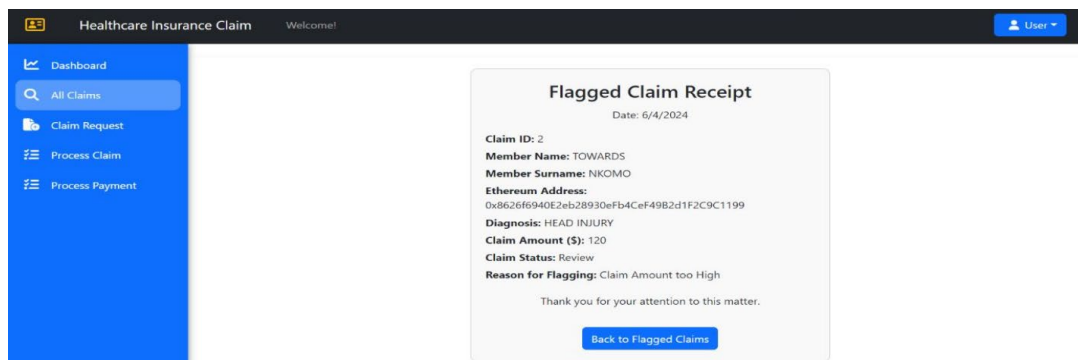 Healthcare Insurance Claim
Welcome!
User
Dashboard
All Claims
Claim Request
Process Claim
Process Payment
Flagged Claim Receipt
Date: 6/4/2024
Claim ID: 2
Member Name: TOWARDS
Member Surname: NKOMO
Ethereum Address:
0x8626f6940E2eb28930eFb4CeF49B2d1F2C9C1199
Diagnosis: HEAD INJURY
Claim Amount ($): 120
Claim Status: Review
Reason for Flagging: Claim Amount too High
Thank you for your attention to this matter.
Back to Flagged Claims